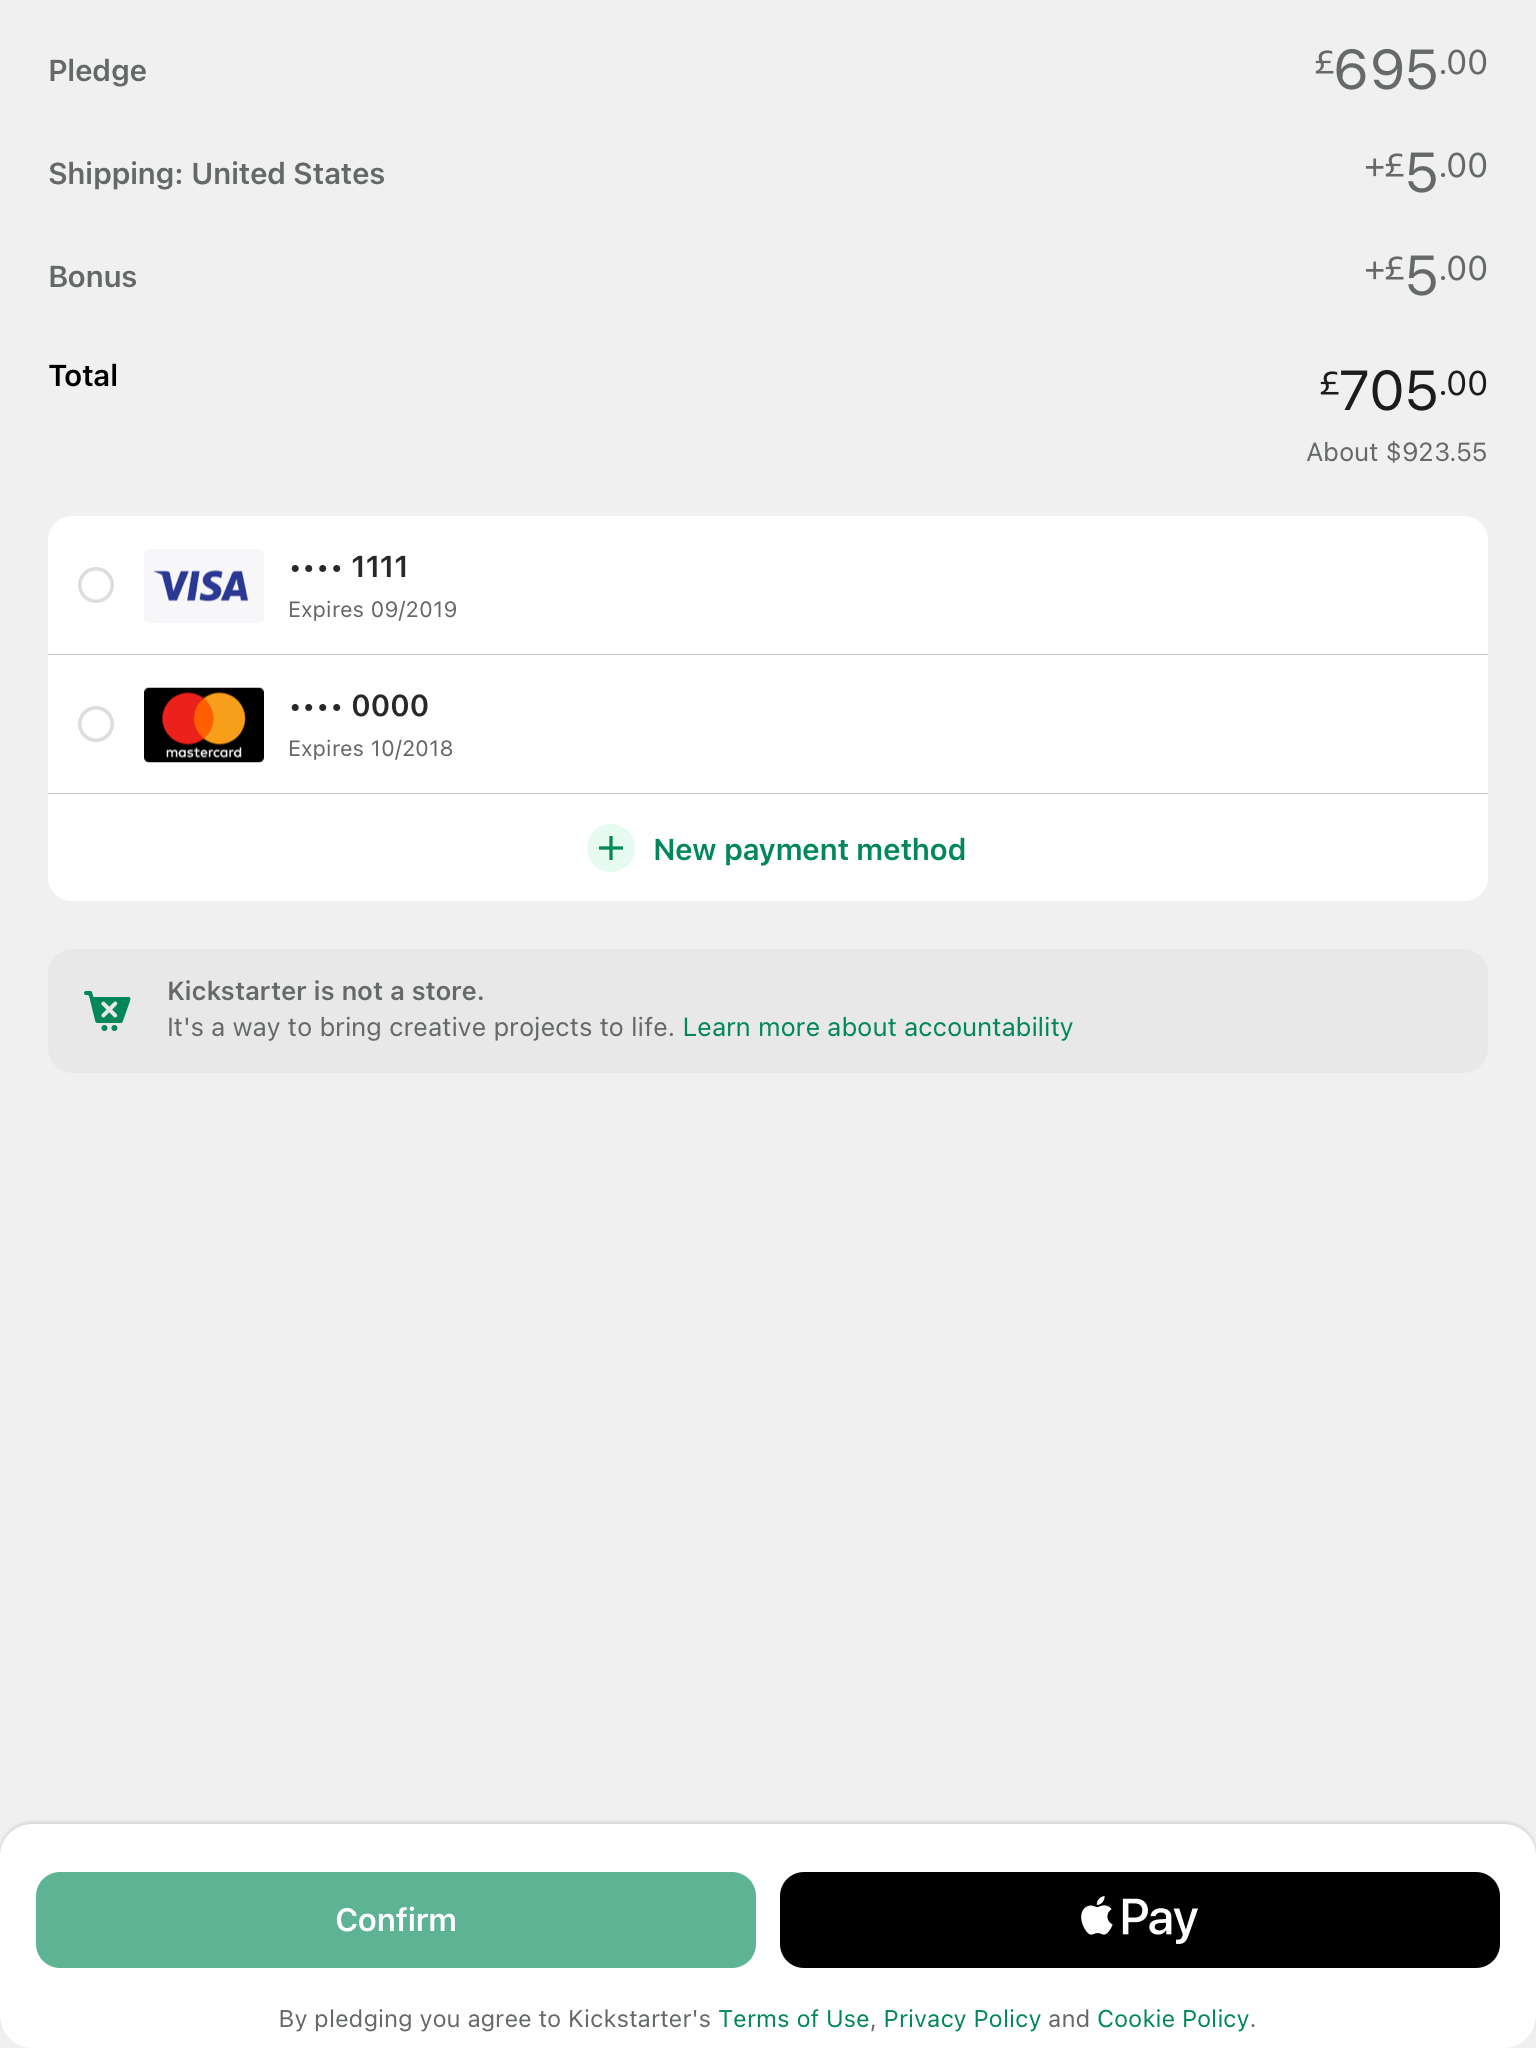 Pledge £695.00
Shipping: United States +£5.00
Bonus +£5.00
Total £705.00
About $923.55
VISA •••• 1111
Expires 09/2019
•••• 0000
mastercard Expires 10/2018
+ New payment method
Kickstarter is not a store.
It's a way to bring creative projects to life. Learn more about accountability
Confirm Pay
By pledging you agree to Kickstarter's Terms of Use, Privacy Policy and Cookie Policy.